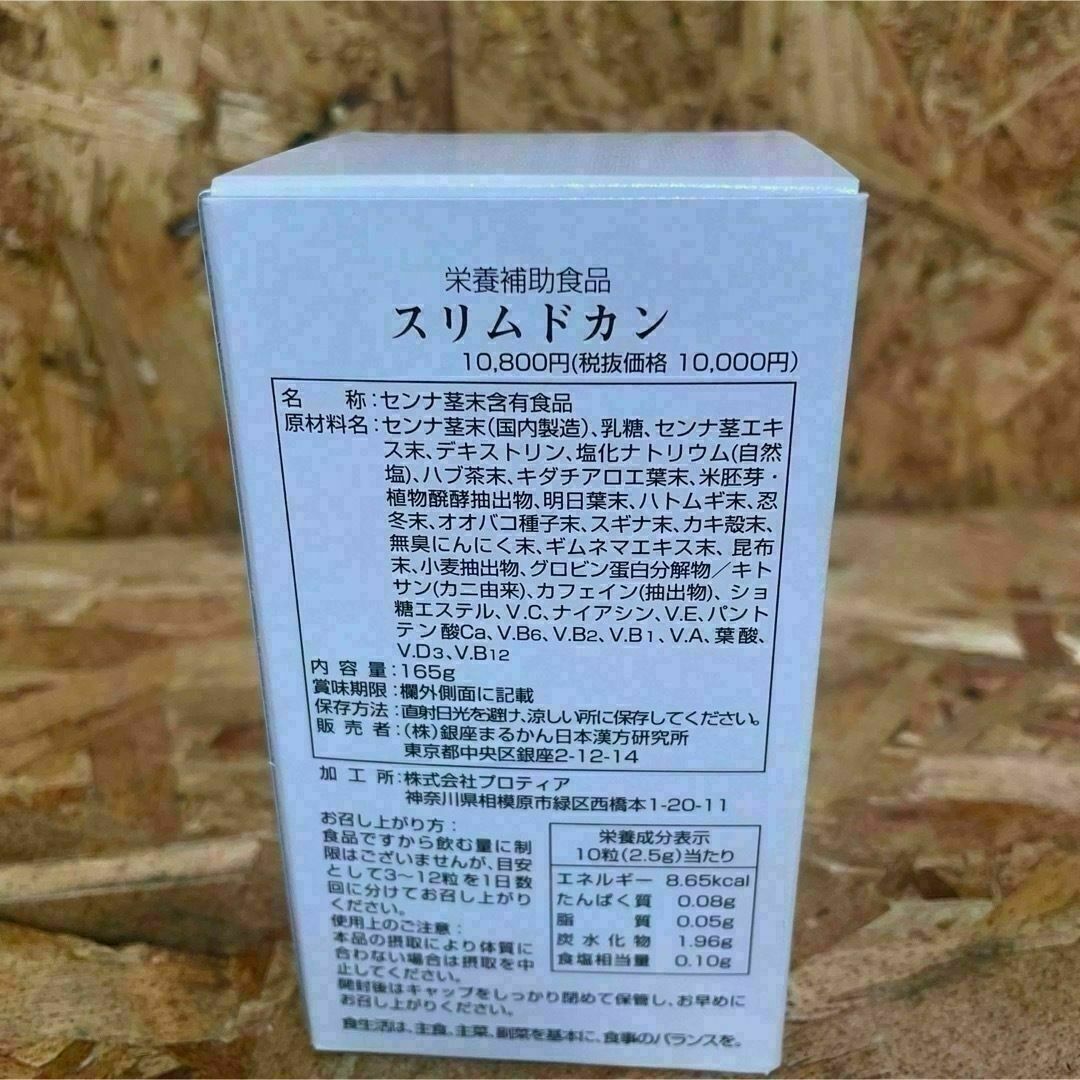 栄養補助食品
スリムドカン
10,800円(税抜価格 10,000円)
名 称:センナ茎末含有食品
原材料名:センナ茎末(国内製造)、乳糖、センナ茎エキ
ス末、デキストリン、塩化ナトリウム(自然
塩)、ハブ茶末、キダチアロエ葉末、米胚芽・
植物醗酵抽出物、明日葉末、ハトムギ末、忍
冬末、オオバコ種子末、スギナ末、カキ殻末、
無臭にんにく末、ギムネマエキス末、昆布
末、小麦抽出物、グロビン蛋白分解物/キト
サン(カニ由来)、カフェイン(抽出物)、ショ
糖エステル、V.C、ナイアシン、V.E、パント
テン酸Ca、V.B6、V.B2、V.B1、V.A、葉酸、
V.D3、V.B12
内容量:165g
賞味期限:欄外側面に記載
保存方法:直射日光を避け、涼しい所に保存してください。
販売者:(株)銀座まるかん日本漢方研究所
東京都中央区銀座2-12-14
加工所:株式会社プロティア
神奈川県相模原市緑区西橋本1-20-11
お召し上がり方:
食品ですから飲む量に制
限はございませんが、目安
として3〜12粒を1日数
回に分けてお召し上がり
ください。
使用上のご注意:
本品の摂取により体質に
合わない場合は摂取を中
止してください。
開封後はキャップをしっかり閉めて保管し、お早めに
お召し上がりください。
栄養成分表示
10粒(2.5g)当たり
エネルギー 8.65kcal
たんぱく質 0.08g
脂質 0.05g
炭水化物 1.96g
食塩相当量 0.10g
食生活は、主食、主菜、副菜を基本に、食事のバランスを。